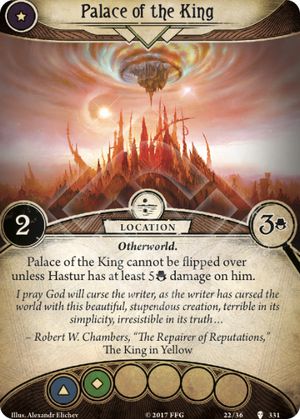 Palace of the King
2
LOCATION
3
Otherworld.
Palace of the King cannot be flipped over
unless Hastur has at least 5 damage on him.
I pray God will curse the writer, as the writer has cursed the
world with this beautiful, stupendous creation, terrible in its
simplicity, irresistible in its truth…
– Robert W. Chambers, “The Repairer of Reputations,”
The King in Yellow
Illus. Alexandr Elichev © 2017 FFG 22/36 331